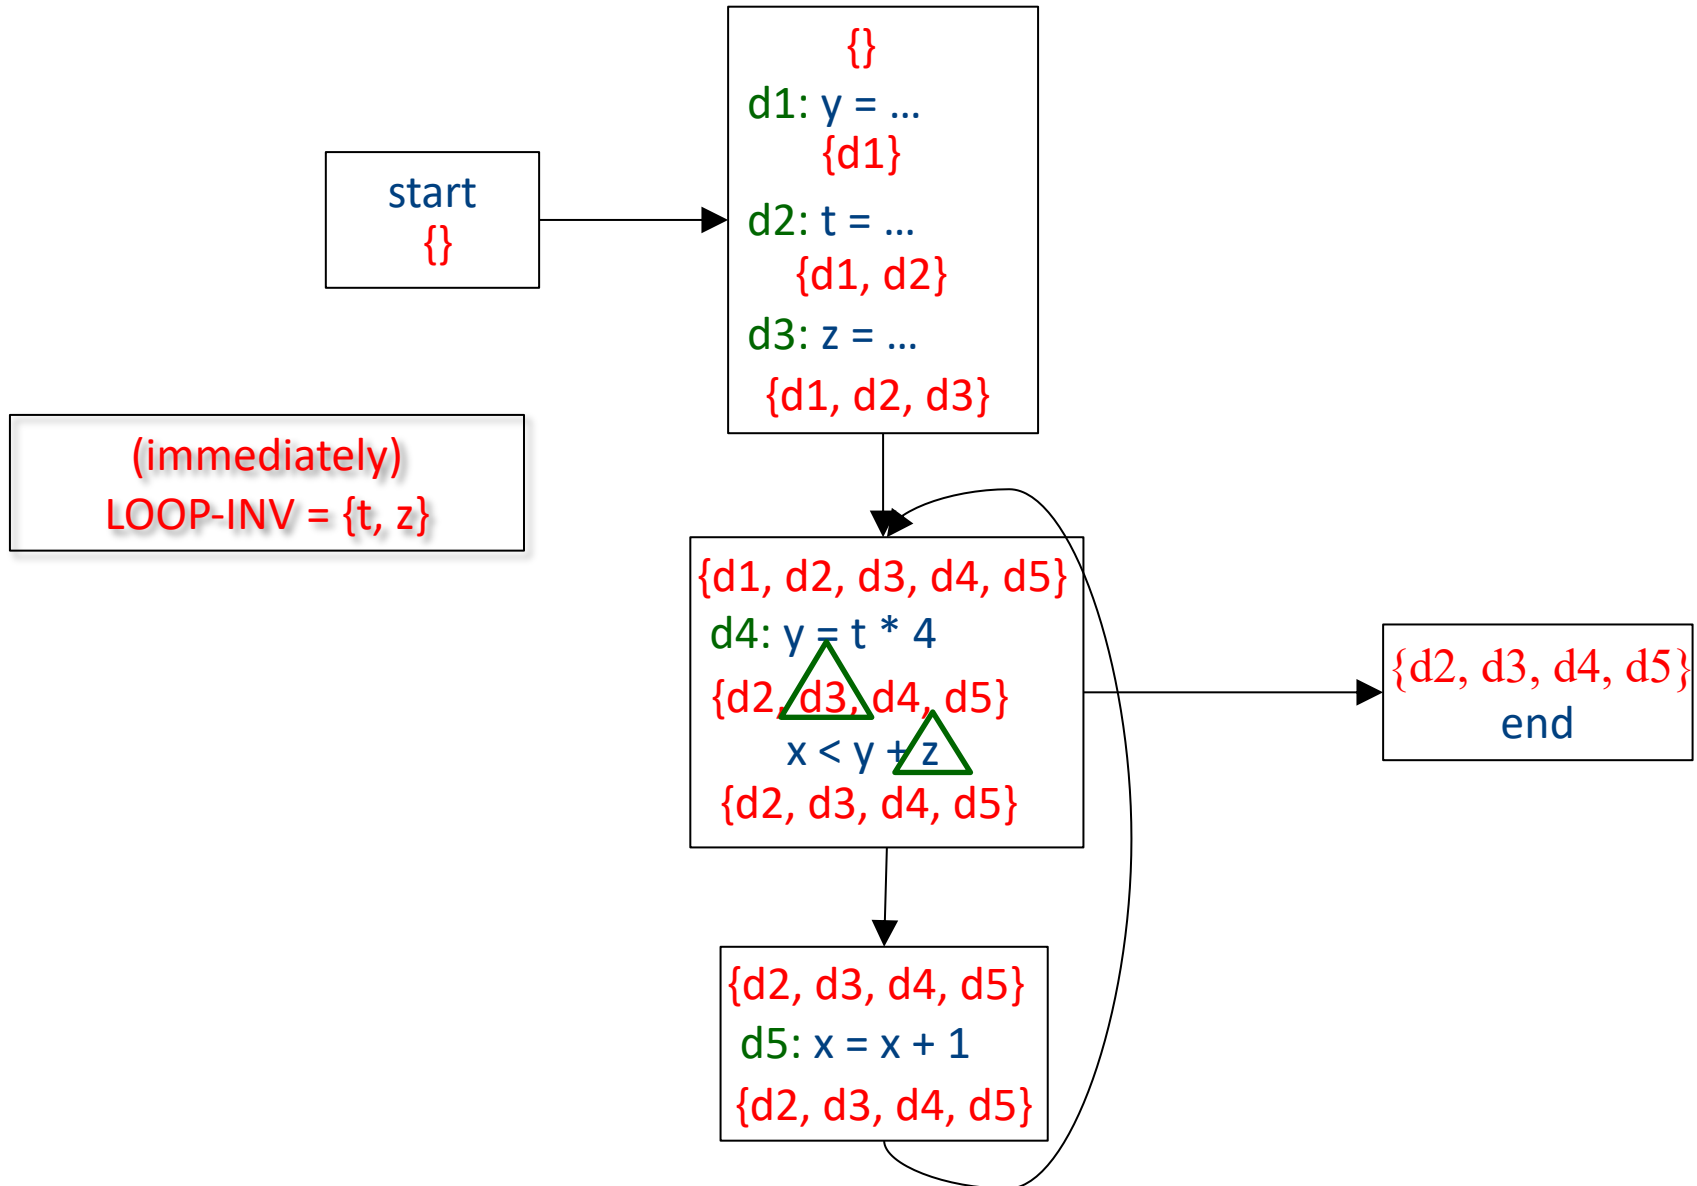 start
{}
{}
d1: y = ...
{d1}
d2: t = ...
{d1, d2}
d3: z = ...
{d1, d2, d3}
(immediately)
LOOP-INV = {t, z}
{d1, d2, d3, d4, d5}
d4: y = t * 4
{d2, d3, d4, d5}
x < y + z
{d2, d3, d4, d5}
{d2, d3, d4, d5}
end
{d2, d3, d4, d5}
d5: x = x + 1
{d2, d3, d4, d5}